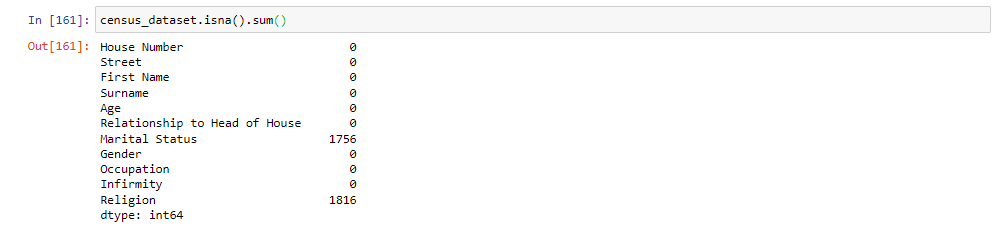 In [161]: census_dataset.isna().sum()
Out[161]: House Number 0
Street 0
First Name 0
Surname 0
Age 0
Relationship to Head of House 0
Marital Status 1756
Gender 0
Occupation 0
Infirmity 0
Religion 1816
dtype: int64